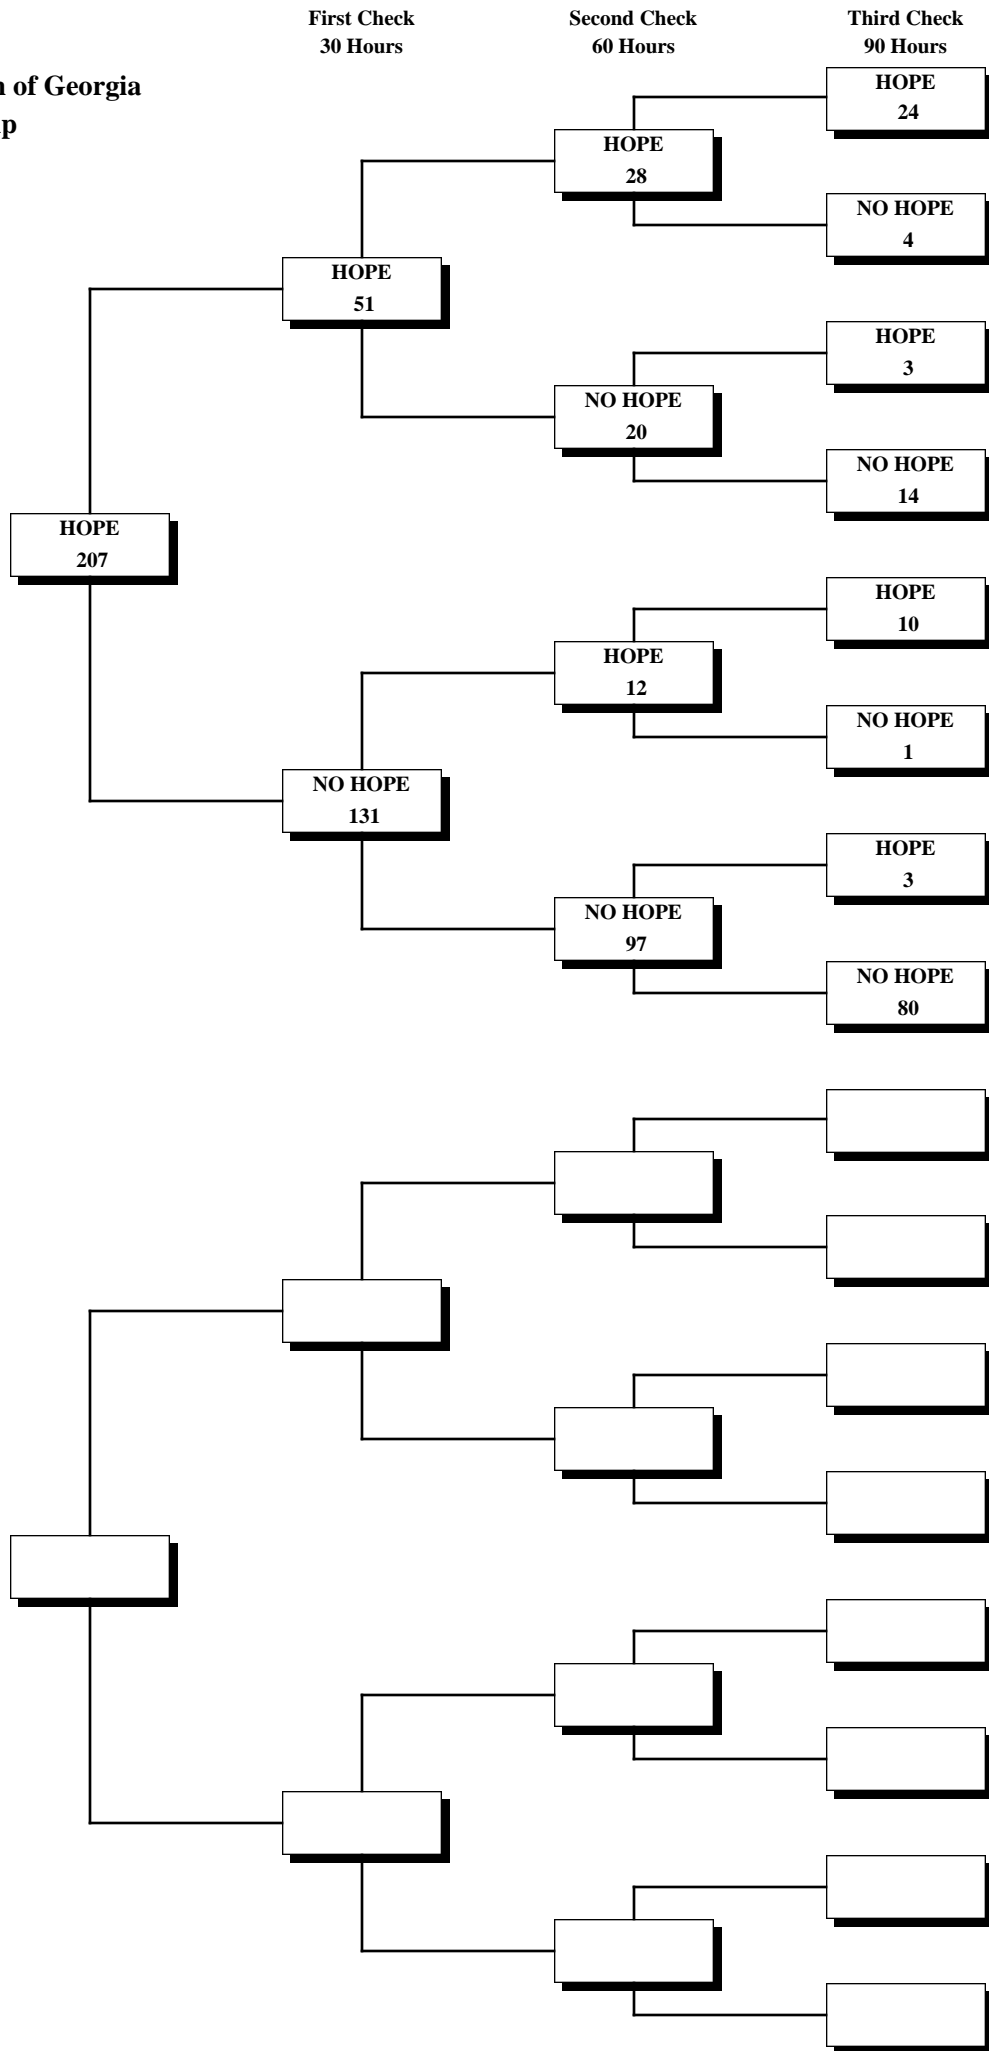 First Check
30 Hours
Second Check
60 Hours
Third Check
90 Hours
of Georgia
HOPE
24
HOPE
28
NO HOPE
4
HOPE
51
HOPE
3
NO HOPE
20
NO HOPE
14
HOPE
207
HOPE
10
HOPE
12
NO HOPE
1
NO HOPE
131
HOPE
3
NO HOPE
97
NO HOPE
80